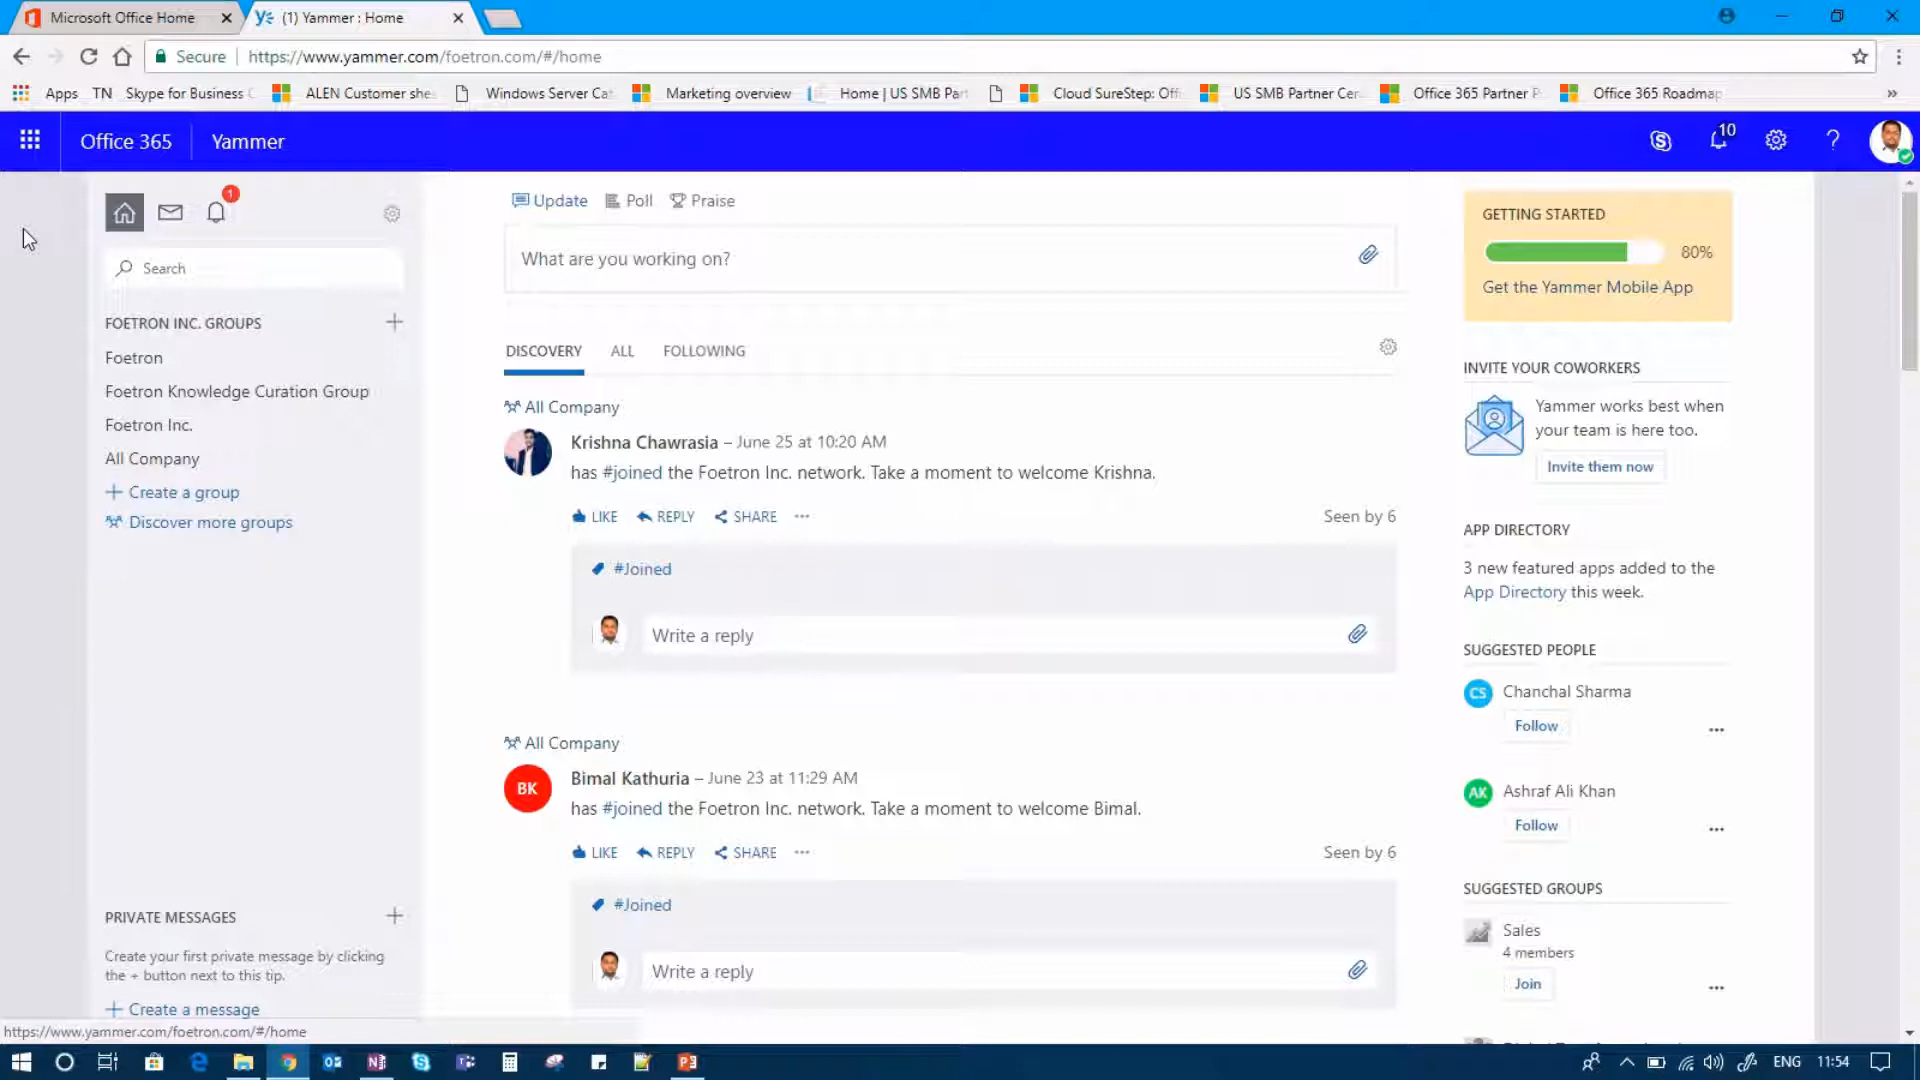 Microsoft Office Home
(1) Yammer : Home
Secure
https://www.yammer.com/foetron.com/#/home
Apps
TN
Skype for Business
ALEN Customer she
Windows Server Cat
Marketing overview
Home | US SMB Part
Cloud SureStep: Off
US SMB Partner Cer
Office 365 Partner P
Office 365 Roadmap
»
Office 365
Yammer
10
1
Search
FOETRON INC. GROUPS
Foetron
Foetron Knowledge Curation Group
Foetron Inc.
All Company
Create a group
Discover more groups
PRIVATE MESSAGES
Create your first private message by clicking
the + button next to this tip.
Create a message
https://www.yammer.com/foetron.com/#/home
Update
Poll
Praise
What are you working on?
DISCOVERY
ALL
FOLLOWING
All Company
Krishna Chawrasia – June 25 at 10:20 AM
has #joined the Foetron Inc. network. Take a moment to welcome Krishna.
LIKE
REPLY
SHARE
Seen by 6
#Joined
Write a reply
All Company
BK
Bimal Kathuria – June 23 at 11:29 AM
has #joined the Foetron Inc. network. Take a moment to welcome Bimal.
LIKE
REPLY
SHARE
Seen by 6
#Joined
Write a reply
GETTING STARTED
80%
Get the Yammer Mobile App
INVITE YOUR COWORKERS
Yammer works best when
your team is here too.
Invite them now
APP DIRECTORY
3 new featured apps added to the
App Directory this week.
SUGGESTED PEOPLE
CS
Chanchal Sharma
Follow
AK
Ashraf Ali Khan
Follow
SUGGESTED GROUPS
Sales
4 members
Join
ENG
11:54